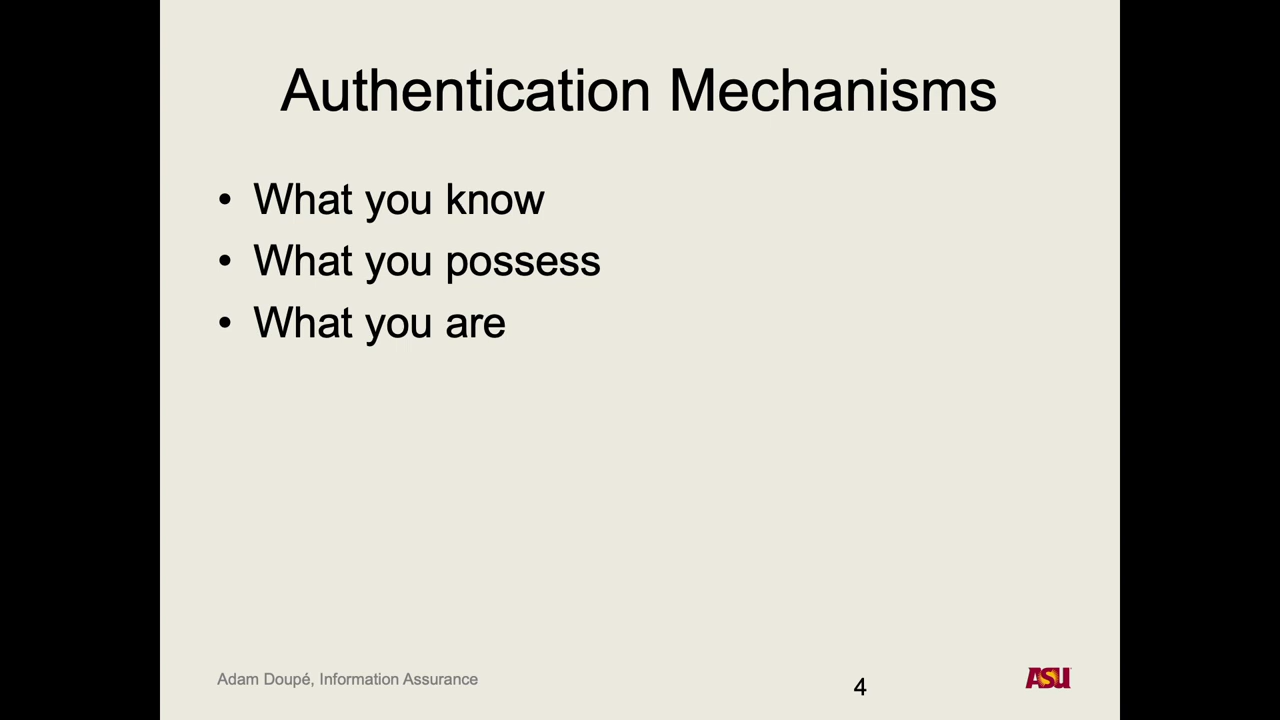 Authentication Mechanisms
• What you know
• What you possess
• What you are
Adam Doupé, Information Assurance
4
ASU